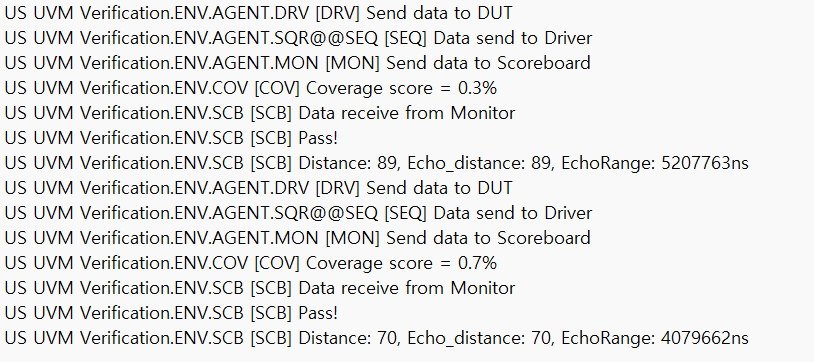 US UVM Verification.ENV.AGENT.DRV [DRV] Send data to DUT
US UVM Verification.ENV.AGENT.SQR@@SEQ [SEQ] Data send to Driver
US UVM Verification.ENV.AGENT.MON [MON] Send data to Scoreboard
US UVM Verification.ENV.COV [COV] Coverage score = 0.3%
US UVM Verification.ENV.SCB [SCB] Data receive from Monitor
US UVM Verification.ENV.SCB [SCB] Pass!
US UVM Verification.ENV.SCB [SCB] Distance: 89, Echo_distance: 89, EchoRange: 5207763ns
US UVM Verification.ENV.AGENT.DRV [DRV] Send data to DUT
US UVM Verification.ENV.AGENT.SQR@@SEQ [SEQ] Data send to Driver
US UVM Verification.ENV.AGENT.MON [MON] Send data to Scoreboard
US UVM Verification.ENV.COV [COV] Coverage score = 0.7%
US UVM Verification.ENV.SCB [SCB] Data receive from Monitor
US UVM Verification.ENV.SCB [SCB] Pass!
US UVM Verification.ENV.SCB [SCB] Distance: 70, Echo_distance: 70, EchoRange: 4079662ns